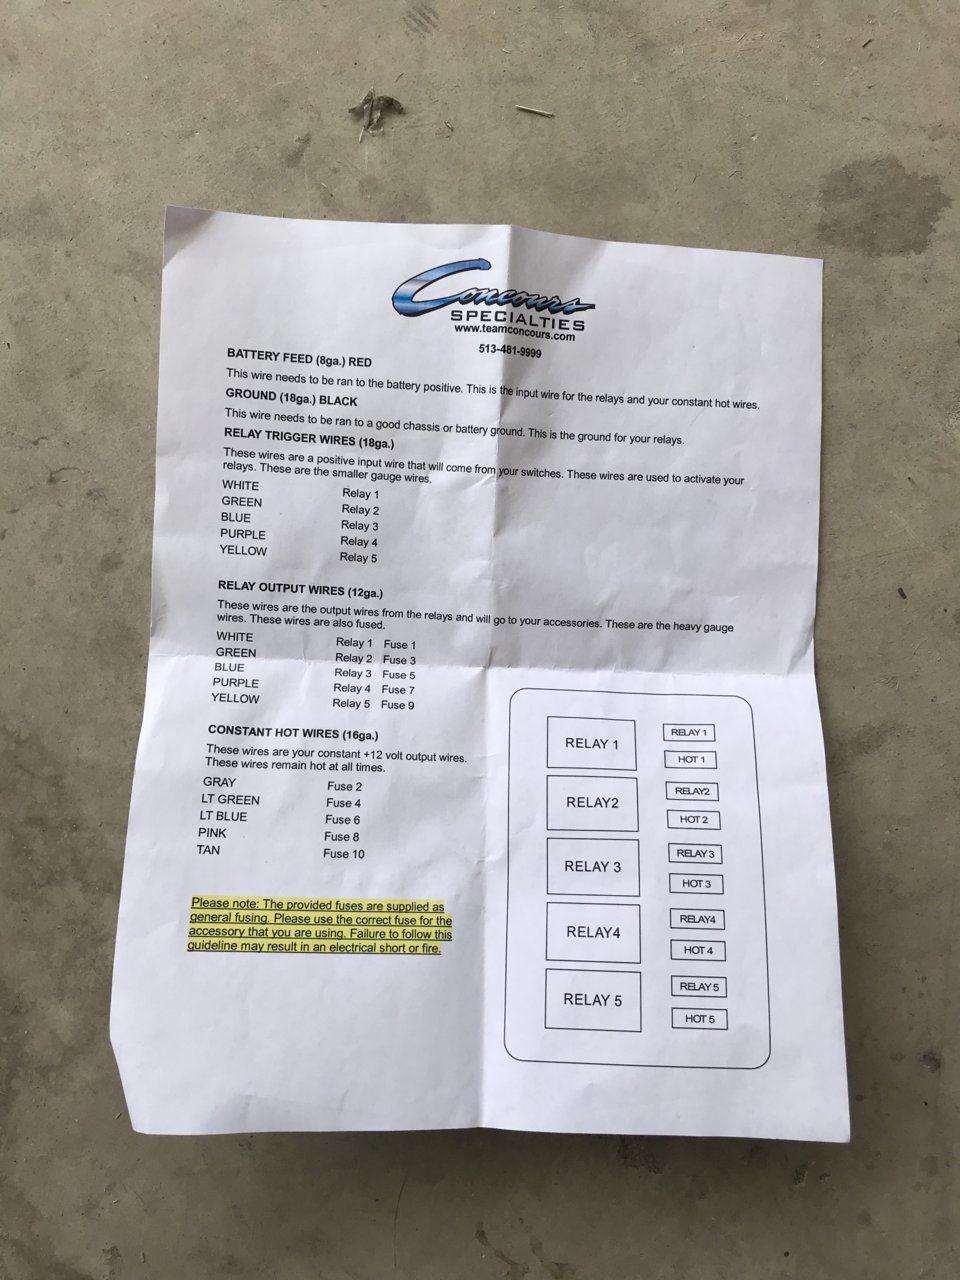 Concours
SPECIALTIES
www.teamconcours.com
513-481-9999
BATTERY FEED (8ga.) RED
This wire needs to be ran to the battery positive. This is the input wire for the relays and your constant hot wires.
GROUND (18ga.) BLACK
This wire needs to be ran to a good chassis or battery ground. This is the ground for your relays.
RELAY TRIGGER WIRES (18ga.)
These wires are a positive input wire that will come from your switches. These wires are used to activate your
relays. These are the smaller gauge wires.
WHITE Relay 1
GREEN Relay 2
BLUE Relay 3
PURPLE Relay 4
YELLOW Relay 5
RELAY OUTPUT WIRES (12ga.)
These wires are the output wires from the relays and will go to your accessories. These are the heavy gauge
wires. These wires are also fused.
WHITE Relay 1 Fuse 1
GREEN Relay 2 Fuse 3
BLUE Relay 3 Fuse 5
PURPLE Relay 4 Fuse 7
YELLOW Relay 5 Fuse 9
CONSTANT HOT WIRES (16ga.)
These wires are your constant +12 volt output wires.
These wires remain hot at all times.
GRAY Fuse 2
LT GREEN Fuse 4
LT BLUE Fuse 6
PINK Fuse 8
TAN Fuse 10
Please note: The provided fuses are supplied as
general fusing. Please use the correct fuse for the
accessory that you are using. Failure to follow this
guideline may result in an electrical short or fire.
RELAY 1
RELAY 1
HOT 1
RELAY2
RELAY2
HOT 2
RELAY 3
RELAY 3
HOT 3
RELAY4
RELAY4
HOT 4
RELAY 5
RELAY 5
HOT 5